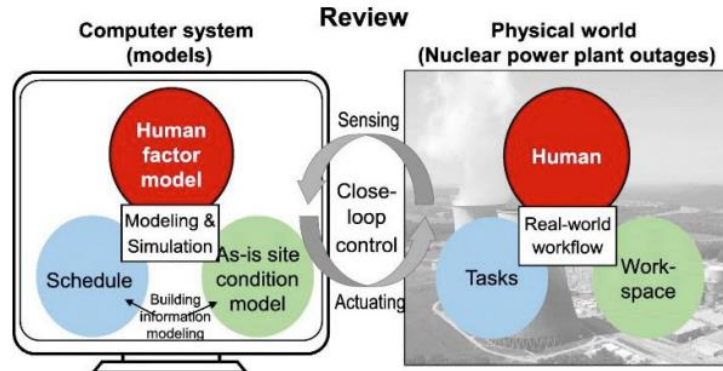 Review
Computer system
(models)
Human
factor
model
Modeling &
Simulation
Schedule
As-is site
condition
model
Building
information
modeling
Sensing
Close-
loop
control
Actuating
Physical world
(Nuclear power plant outages)
Human
Real-world
workflow
Tasks
Work-
space